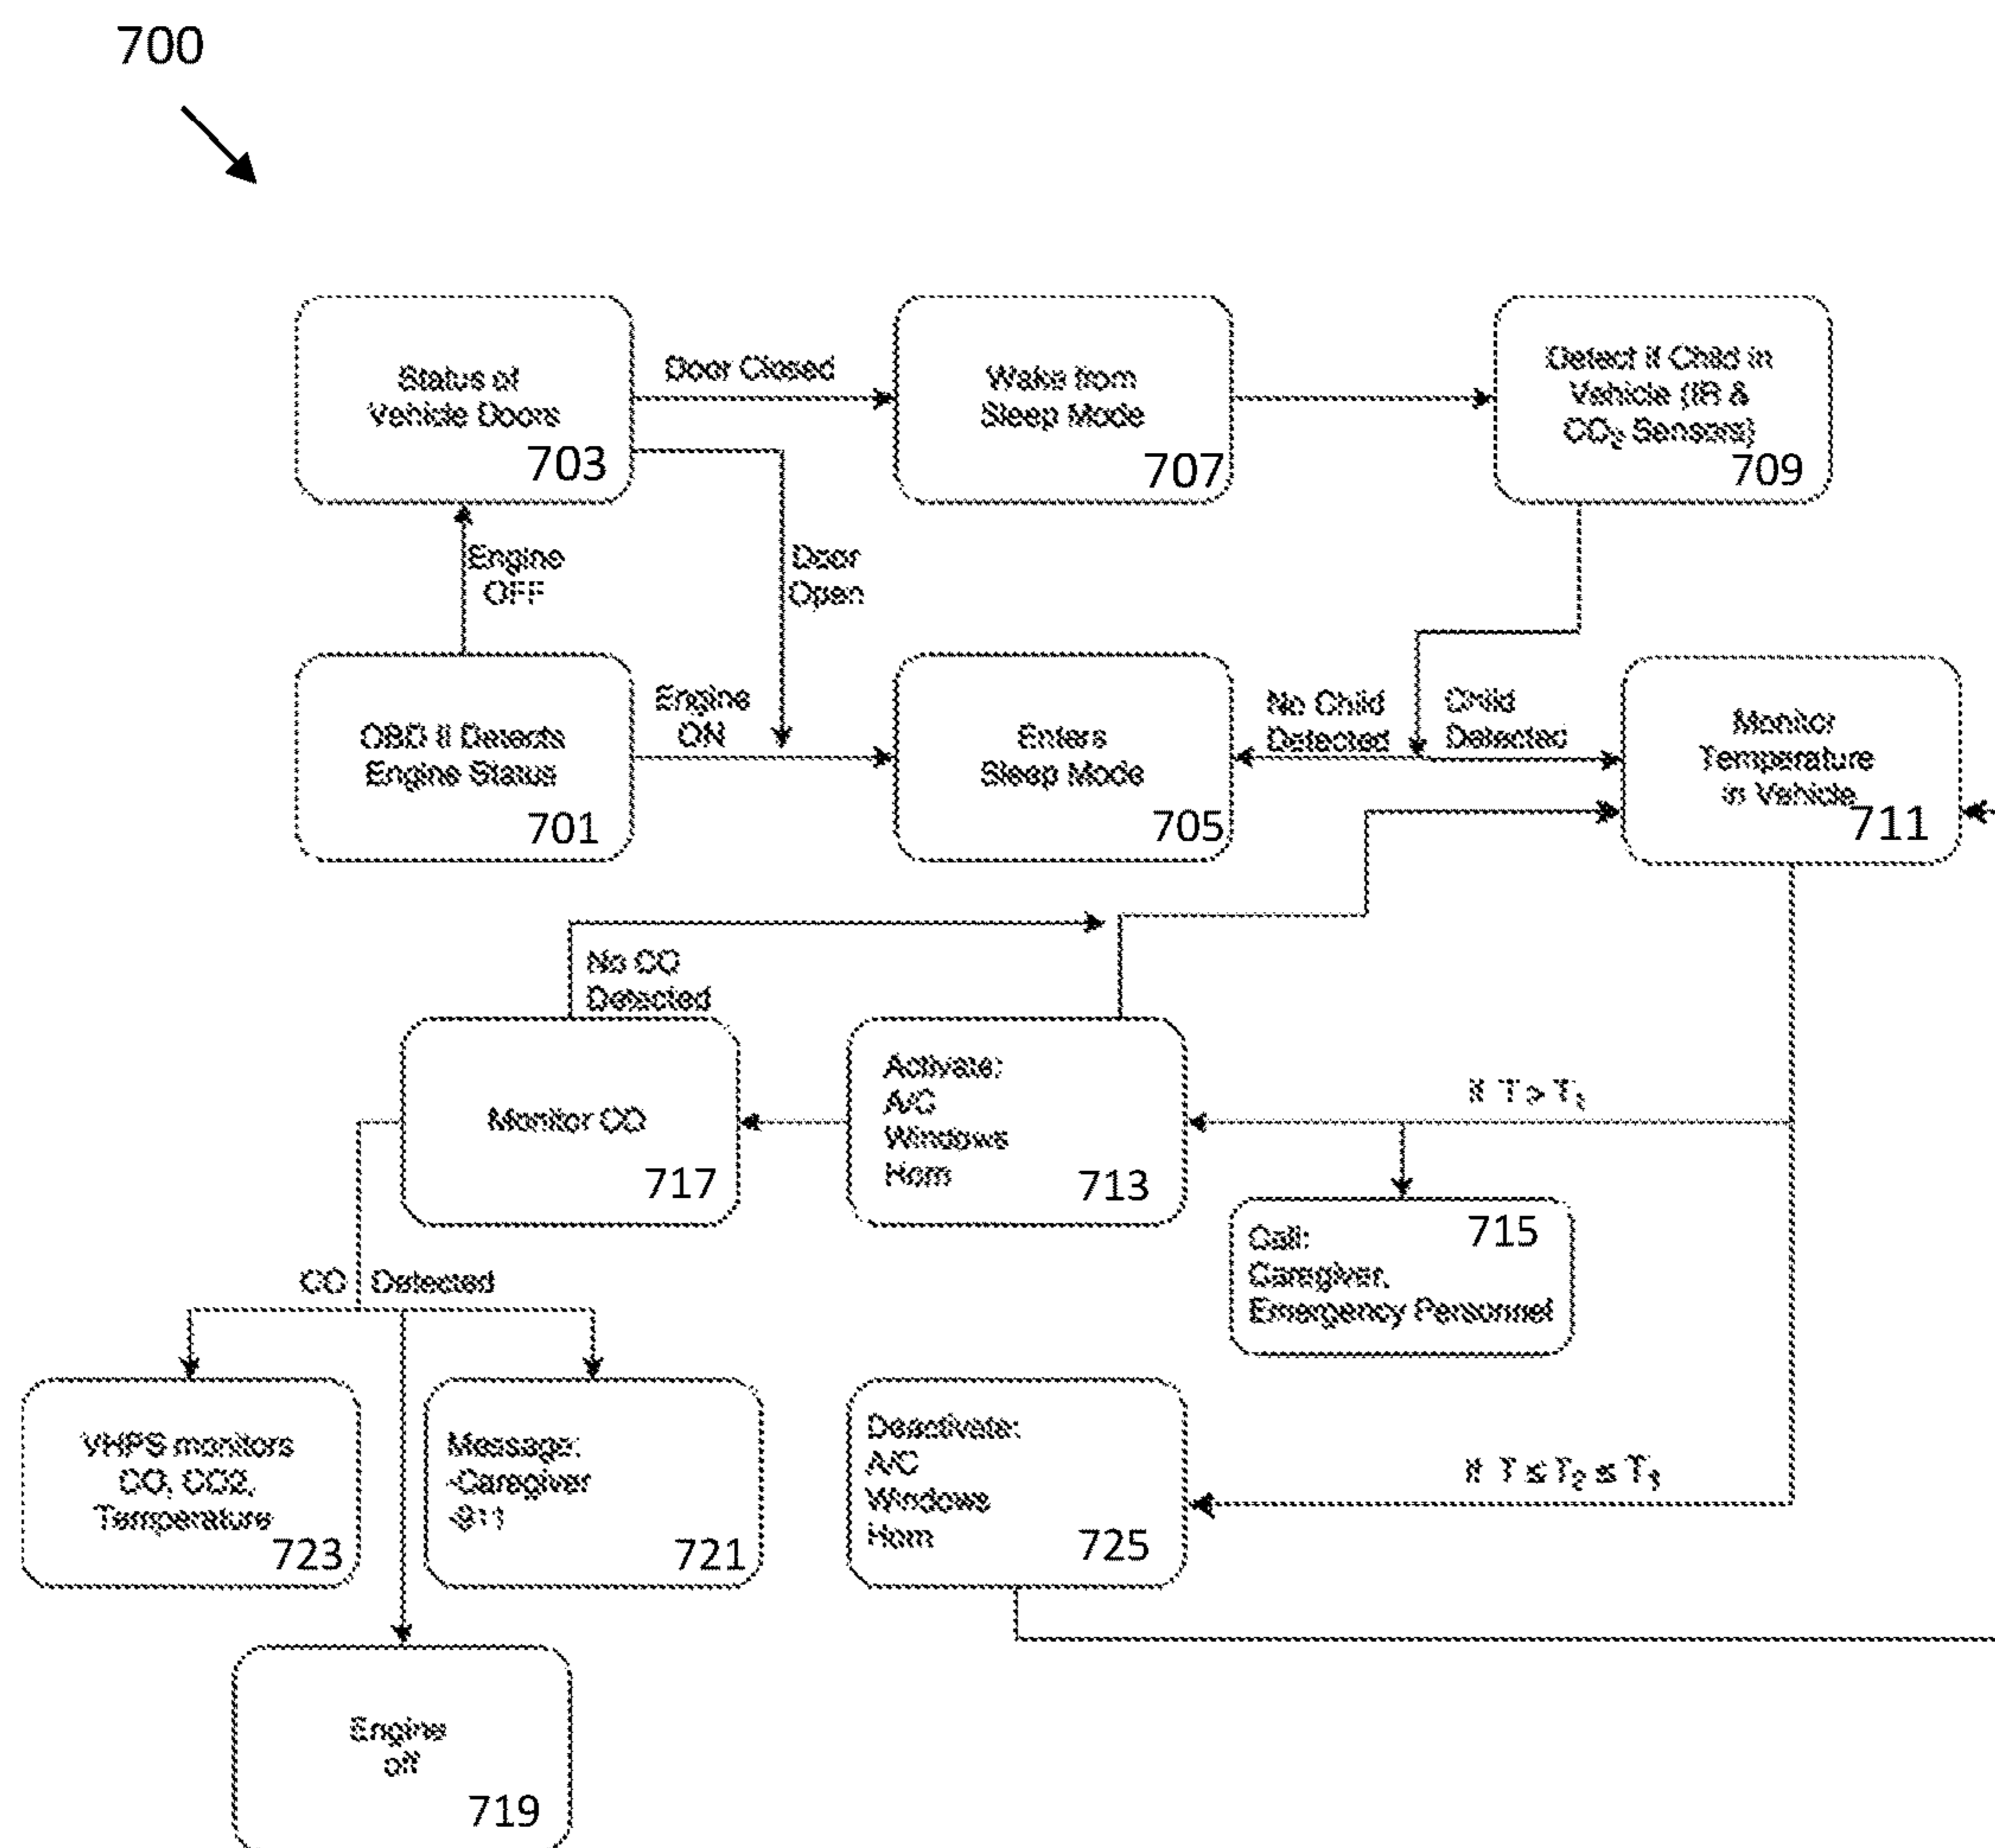 700
Status of
Vehicle Doors
703
Door Closed
Wake from
Sleep Mode
707
Detect if Child in
Vehicle (IR &
CO₂ Sensors)
709
Engine
OFF
Door
Open
OBD II Detects
Engine Status
701
Engine
ON
Enters
Sleep Mode
705
No Child
Detected
Child
Detected
Monitor
Temperature
in Vehicle
711
No CO
Detected
Monitor CO
717
Activate:
A/C
Windows
Horn
713
If T > T₁
715
Call:
Caregiver,
Emergency Personnel
CO Detected
VHPS monitors
CO, CO2,
Temperature
723
Message:
-Caregiver
-911
721
Deactivate:
A/C
Windows
Horn
725
If T ≤ T₂ ≤ T₁
Engine
off
719